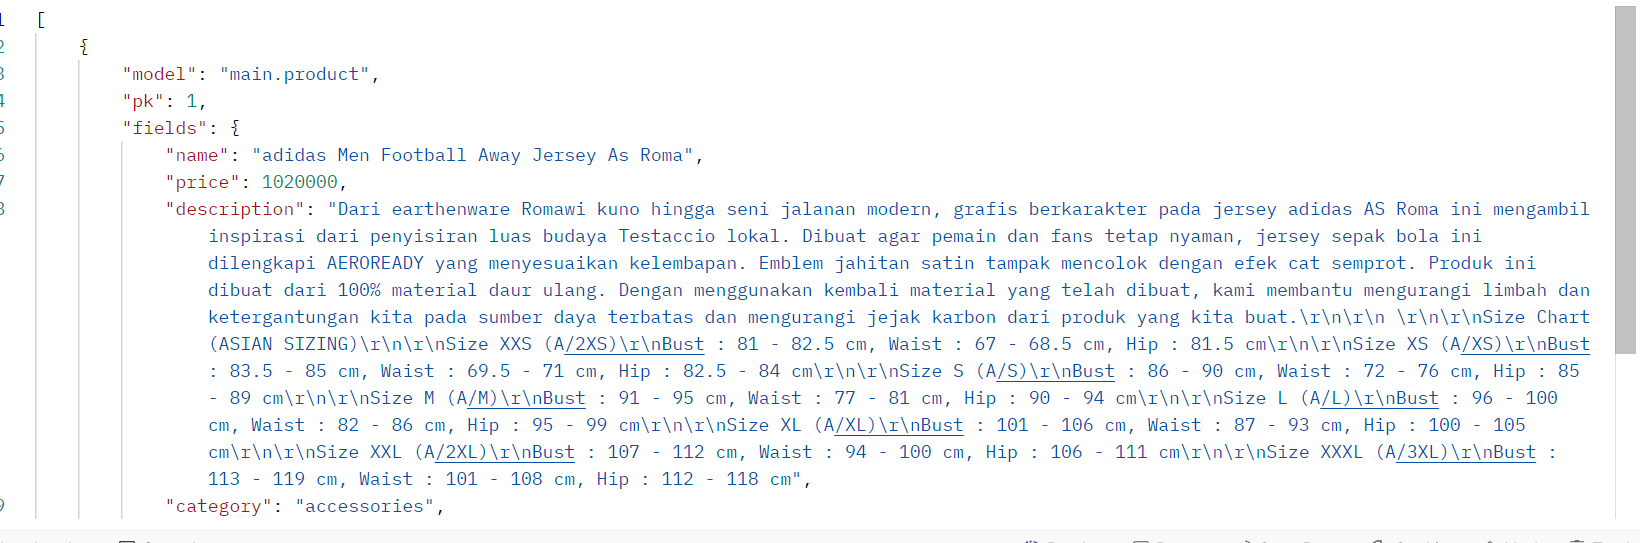 1 [
2 {
3 "model": "main.product",
4 "pk": 1,
5 "fields": {
6 "name": "adidas Men Football Away Jersey As Roma",
7 "price": 1020000,
8 "description": "Dari earthenware Romawi kuno hingga seni jalanan modern, grafis berkarakter pada jersey adidas AS Roma ini mengambil
inspirasi dari penyisiran luas budaya Testaccio lokal. Dibuat agar pemain dan fans tetap nyaman, jersey sepak bola ini
dilengkapi AEROREADY yang menyesuaikan kelembapan. Emblem jahitan satin tampak mencolok dengan efek cat semprot. Produk ini
dibuat dari 100% material daur ulang. Dengan menggunakan kembali material yang telah dibuat, kami membantu mengurangi limbah dan
ketergantungan kita pada sumber daya terbatas dan mengurangi jejak karbon dari produk yang kita buat.\r\n\r\n \r\n\r\nSize Chart
(ASIAN SIZING)\r\n\r\nSize XXS (A/2XS)\r\nBust : 81 - 82.5 cm, Waist : 67 - 68.5 cm, Hip : 81.5 cm\r\n\r\nSize XS (A/XS)\r\nBust
: 83.5 - 85 cm, Waist : 69.5 - 71 cm, Hip : 82.5 - 84 cm\r\n\r\nSize S (A/S)\r\nBust : 86 - 90 cm, Waist : 72 - 76 cm, Hip : 85
- 89 cm\r\n\r\nSize M (A/M)\r\nBust : 91 - 95 cm, Waist : 77 - 81 cm, Hip : 90 - 94 cm\r\n\r\nSize L (A/L)\r\nBust : 96 - 100
cm, Waist : 82 - 86 cm, Hip : 95 - 99 cm\r\n\r\nSize XL (A/XL)\r\nBust : 101 - 106 cm, Waist : 87 - 93 cm, Hip : 100 - 105
cm\r\n\r\nSize XXL (A/2XL)\r\nBust : 107 - 112 cm, Waist : 94 - 100 cm, Hip : 106 - 111 cm\r\n\r\nSize XXXL (A/3XL)\r\nBust :
113 - 119 cm, Waist : 101 - 108 cm, Hip : 112 - 118 cm",
9 "category": "accessories",